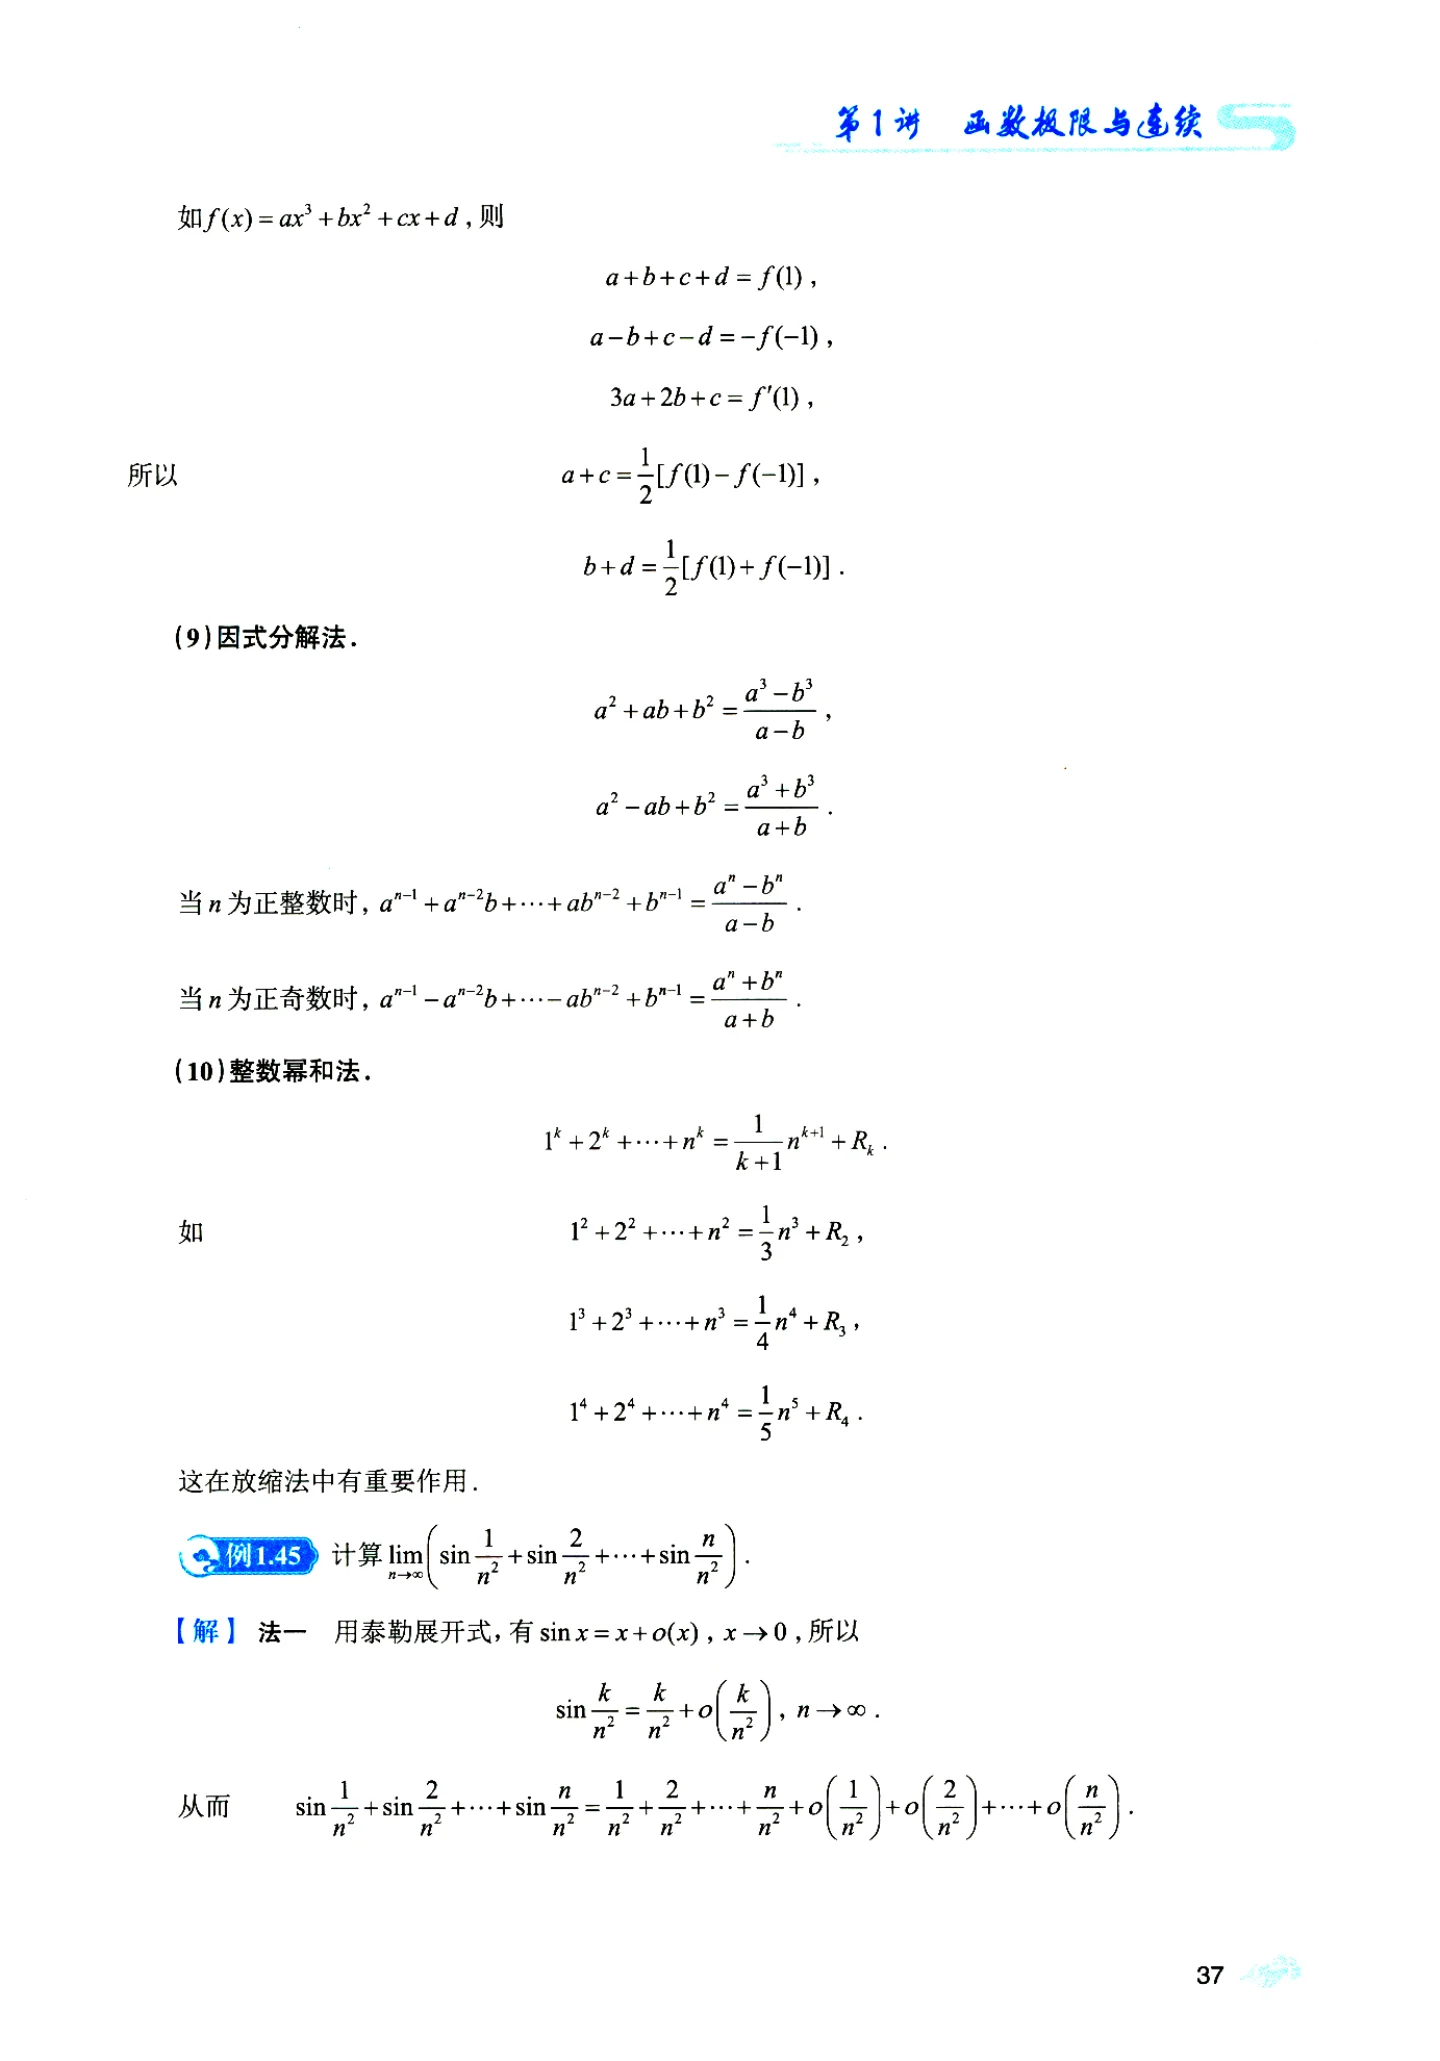 第1讲 函数极限与连续
如 $f(x)=ax^3+bx^2+cx+d$ , 则
$a+b+c+d=f(1)$ ,
$a-b+c-d=-f(-1)$ ,
$3a+2b+c=f'(1)$ ,
所以 $a+c=\frac{1}{2}[f(1)-f(-1)]$ ,
$b+d=\frac{1}{2}[f(1)+f(-1)]$ .
(9)因式分解法.
$a^2+ab+b^2=\frac{a^3-b^3}{a-b}$ ,
$a^2-ab+b^2=\frac{a^3+b^3}{a+b}$ .
当 $n$ 为正整数时, $a^{n-1}+a^{n-2}b+\cdots+ab^{n-2}+b^{n-1}=\frac{a^n-b^n}{a-b}$ .
当 $n$ 为正奇数时, $a^{n-1}-a^{n-2}b+\cdots-ab^{n-2}+b^{n-1}=\frac{a^n+b^n}{a+b}$ .
(10)整数幂和法.
$1^k+2^k+\cdots+n^k=\frac{1}{k+1}n^{k+1}+R_k$ .
如 $1^2+2^2+\cdots+n^2=\frac{1}{3}n^3+R_2$ ,
$1^3+2^3+\cdots+n^3=\frac{1}{4}n^4+R_3$ ,
$1^4+2^4+\cdots+n^4=\frac{1}{5}n^5+R_4$ .
这在放缩法中有重要作用.
例1.45 计算 $\lim_{n\to\infty}\left(\sin\frac{1}{n^2}+\sin\frac{2}{n^2}+\cdots+\sin\frac{n}{n^2}\right)$ .
【解】 法一 用泰勒展开式, 有 $\sin x=x+o(x)$ , $x\to 0$ , 所以
$\sin\frac{k}{n^2}=\frac{k}{n^2}+o\left(\frac{k}{n^2}\right)$ , $n\to\infty$ .
从而 $\sin\frac{1}{n^2}+\sin\frac{2}{n^2}+\cdots+\sin\frac{n}{n^2}=\frac{1}{n^2}+\frac{2}{n^2}+\cdots+\frac{n}{n^2}+o\left(\frac{1}{n^2}\right)+o\left(\frac{2}{n^2}\right)+\cdots+o\left(\frac{n}{n^2}\right)$ .
37